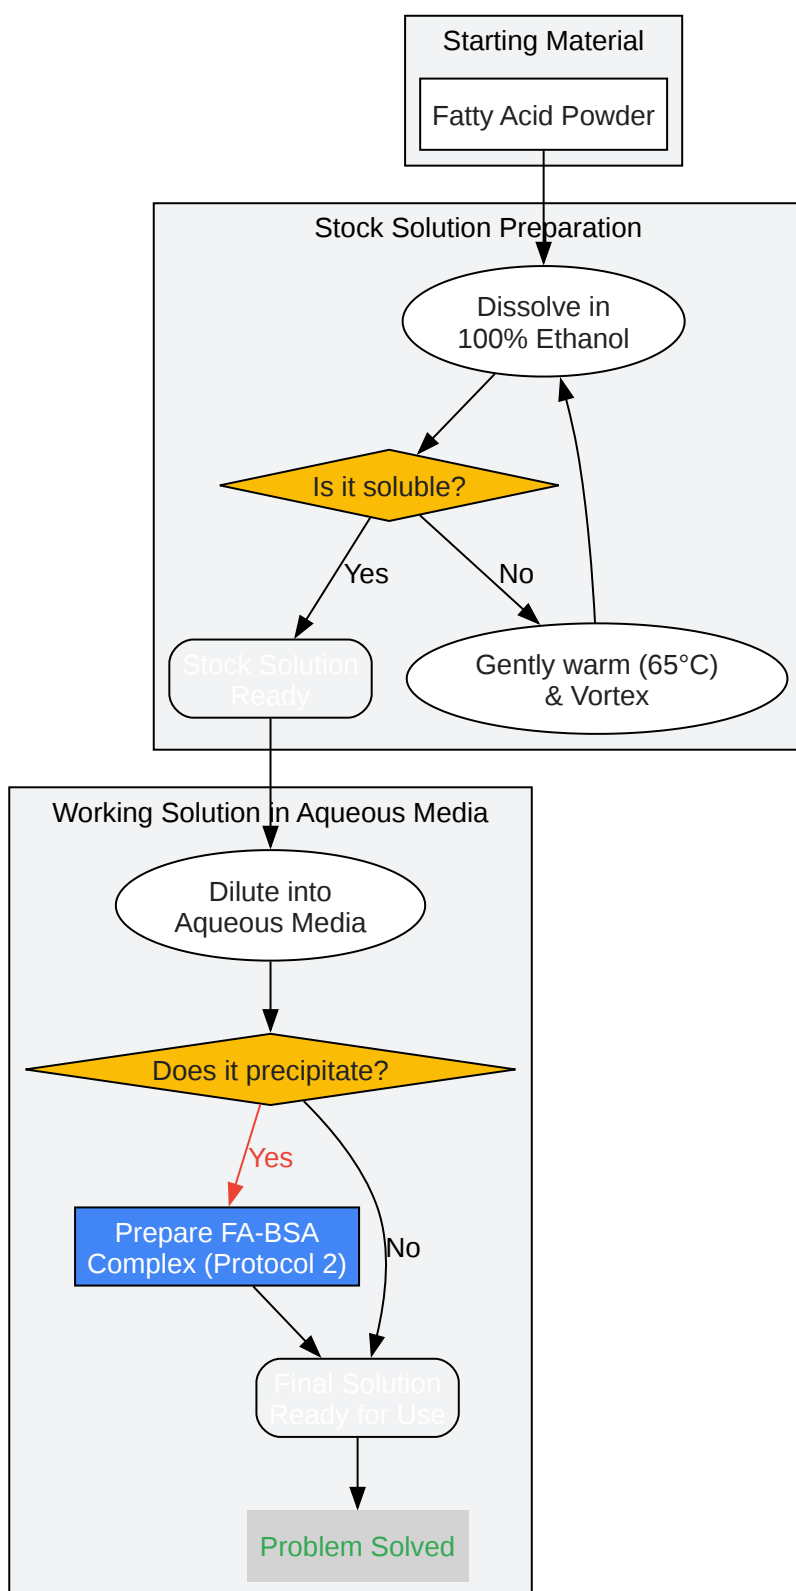 Starting Material
Fatty Acid Powder
Stock Solution Preparation
Dissolve in
100% Ethanol
Is it soluble?
Yes
No
Stock Solution
Ready
Gently warm (65°C)
& Vortex
Working Solution in Aqueous Media
Dilute into
Aqueous Media
Does it precipitate?
Yes
Prepare FA-BSA
Complex (Protocol 2)
No
Final Solution
Ready for Use
Problem Solved